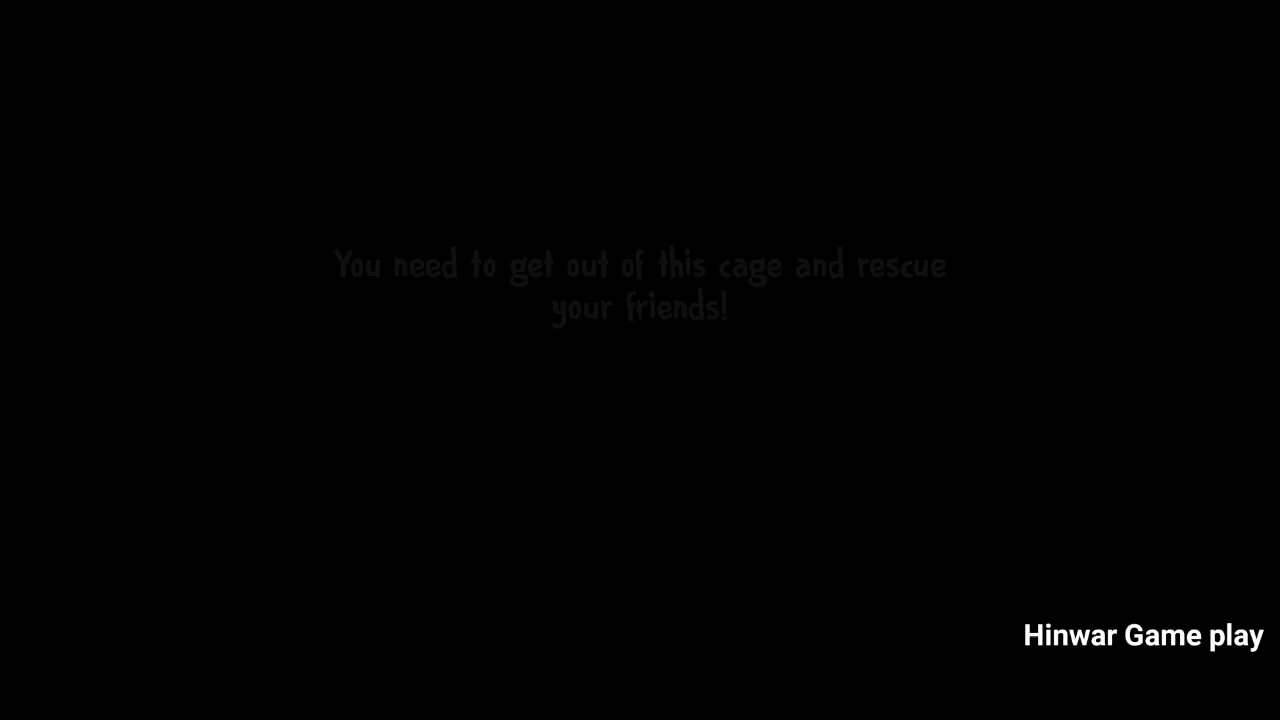 You need to get out of this cage and rescue
your friends!
Hinwar Game play